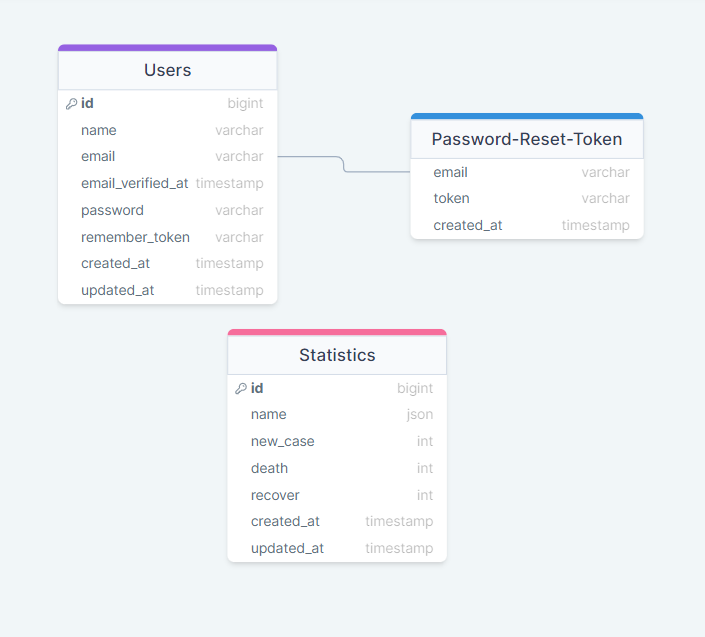 Users
id bigint
name varchar
email varchar
email_verified_at timestamp
password varchar
remember_token varchar
created_at timestamp
updated_at timestamp
Password-Reset-Token
email varchar
token varchar
created_at timestamp
Statistics
id bigint
name json
new_case int
death int
recover int
created_at timestamp
updated_at timestamp